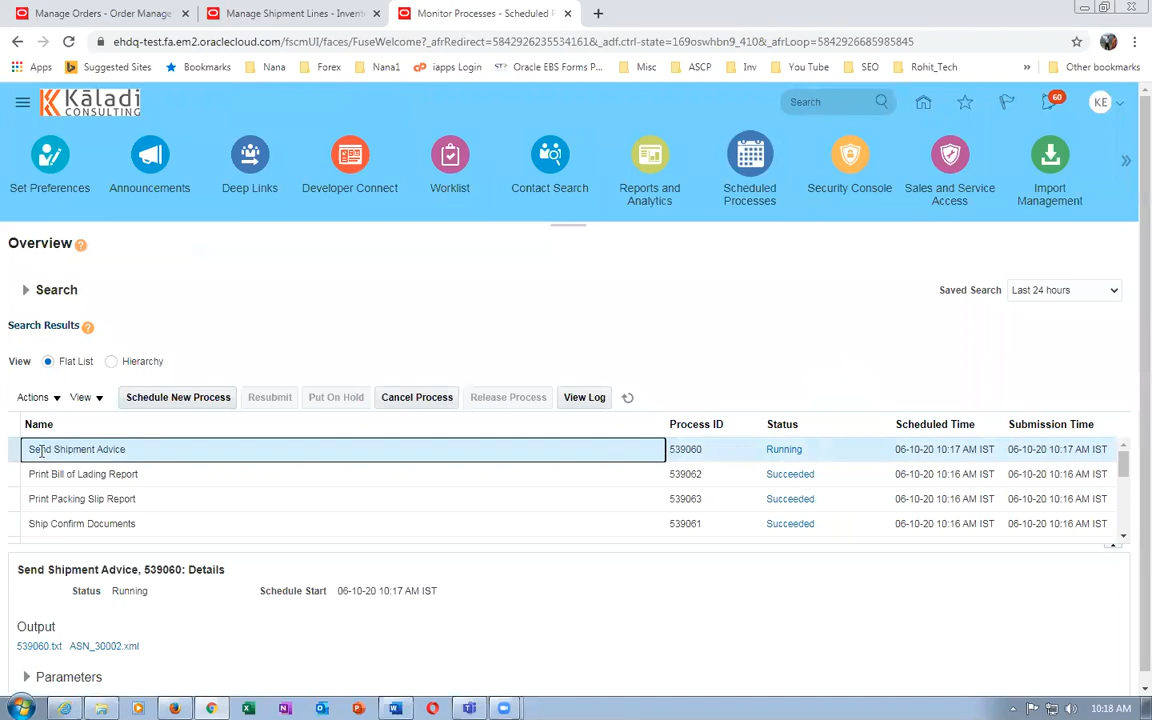 Manage Orders - Order Manage
Manage Shipment Lines - Invent
Monitor Processes - Scheduled P
ehdq-test.fa.em2.oraclecloud.com/fscmUI/faces/FuseWelcome?_afrRedirect=5842926235534161&_adf.ctrl-state=169oswhbn9_410&_afrLoop=5842926685985845
Apps Suggested Sites Bookmarks Nana Forex Nana1 iapps Login Oracle EBS Forms P... Misc ASCP Inv You Tube SEO Rohit_Tech » Other bookmarks
Kaladi
CONSULTING
Search
60
KE
Set Preferences
Announcements
Deep Links
Developer Connect
Worklist
Contact Search
Reports and
Analytics
Scheduled
Processes
Security Console
Sales and Service
Access
Import
Management
Overview
Search
Saved Search Last 24 hours
Search Results
View Flat List Hierarchy
Actions View Schedule New Process Resubmit Put On Hold Cancel Process Release Process View Log
Name Process ID Status Scheduled Time Submission Time
Send Shipment Advice 539060 Running 06-10-20 10:17 AM IST 06-10-20 10:17 AM IST
Print Bill of Lading Report 539062 Succeeded 06-10-20 10:16 AM IST 06-10-20 10:16 AM IST
Print Packing Slip Report 539063 Succeeded 06-10-20 10:16 AM IST 06-10-20 10:16 AM IST
Ship Confirm Documents 539061 Succeeded 06-10-20 10:16 AM IST 06-10-20 10:16 AM IST
Send Shipment Advice, 539060: Details
Status Running Schedule Start 06-10-20 10:17 AM IST
Output
539060.txt ASN_30002.xml
Parameters
10:18 AM